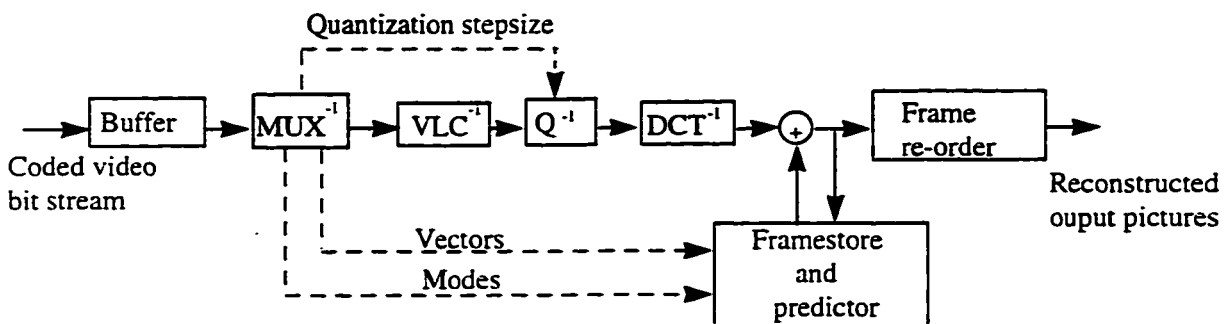 Quantization stepsize
Buffer
MUX⁻¹
VLC⁻¹
Q⁻¹
DCT⁻¹
+
Frame
re-order
Coded video
bit stream
Reconstructed
ouput pictures
Vectors
Modes
Framestore
and
predictor